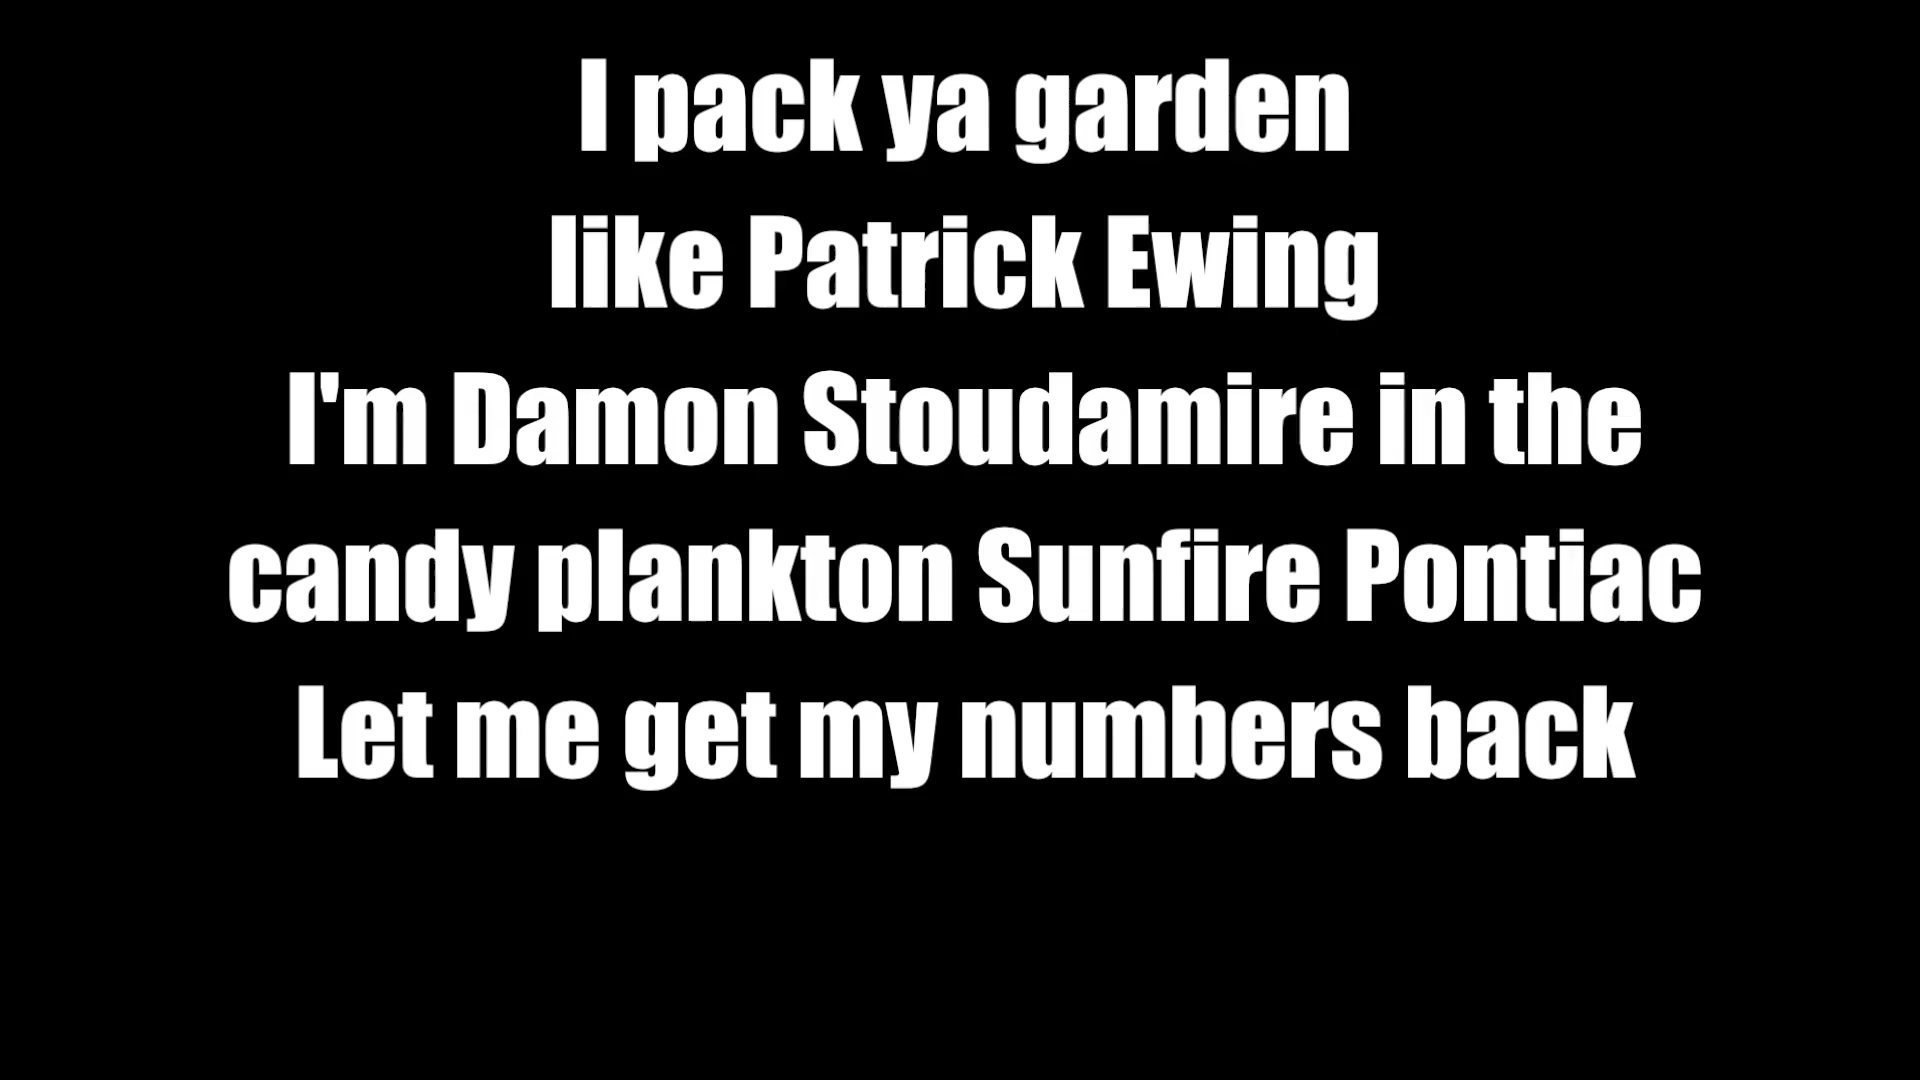 I pack ya garden
like Patrick Ewing
I'm Damon Stoudamire in the
candy plankton Sunfire Pontiac
Let me get my numbers back